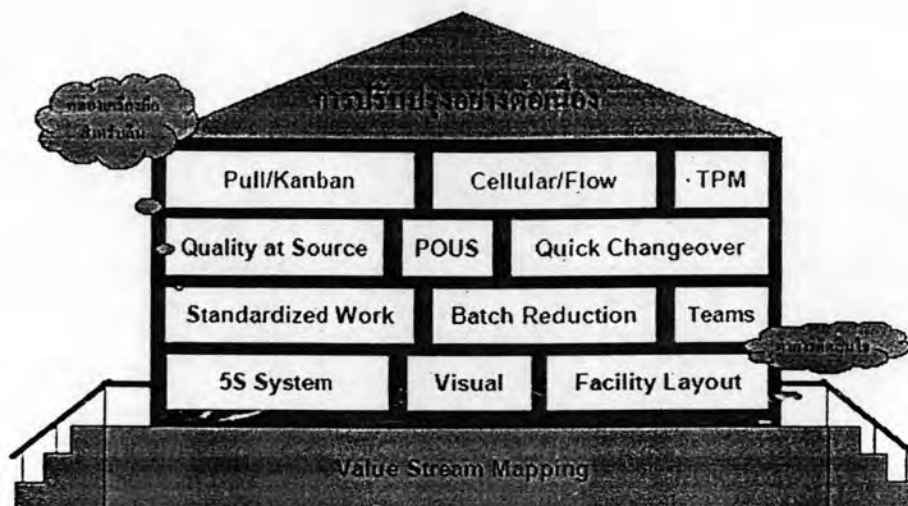 การปรับปรุงอย่างต่อเนื่อง
Pull/Kanban
Cellular/Flow
TPM
Quality at Source
POUS
Quick Changeover
Standardized Work
Batch Reduction
Teams
5S System
Visual
Facility Layout
Value Stream Mapping